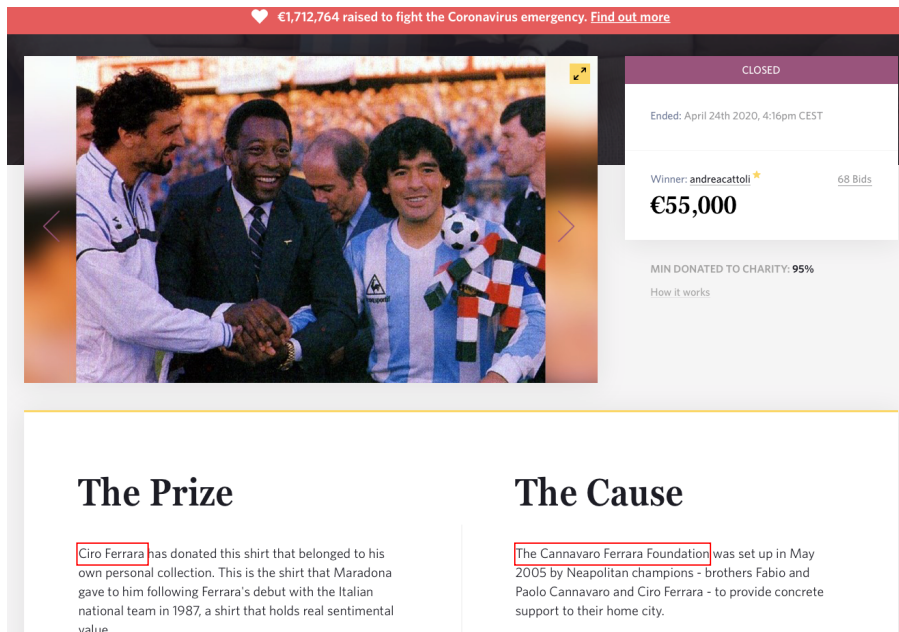 €1,712,764 raised to fight the Coronavirus emergency. Find out more
CLOSED
Ended: April 24th 2020, 4:16pm CEST
Winner: andreacattoli
68 Bids
€55,000
MIN DONATED TO CHARITY: 95%
How it works
The Prize
Ciro Ferrara has donated this shirt that belonged to his
own personal collection. This is the shirt that Maradona
gave to him following Ferrara's debut with the Italian
national team in 1987, a shirt that holds real sentimental
value
The Cause
The Cannavaro Ferrara Foundation was set up in May
2005 by Neapolitan champions - brothers Fabio and
Paolo Cannavaro and Ciro Ferrara - to provide concrete
support to their home city.